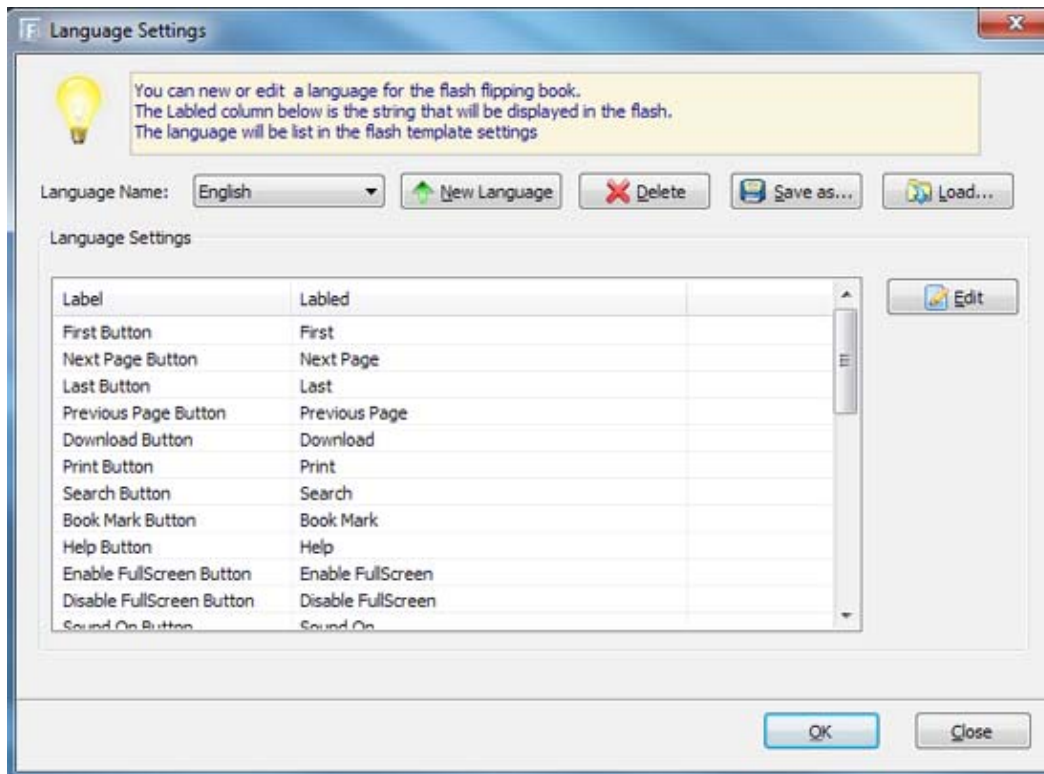 Language Settings
You can new or edit a language for the flash flipping book.
The Labled column below is the string that will be displayed in the flash.
The language will be list in the flash template settings
Language Name: English New Language Delete Save as... Load...
Language Settings
Label Labled Edit
First Button First
Next Page Button Next Page
Last Button Last
Previous Page Button Previous Page
Download Button Download
Print Button Print
Search Button Search
Book Mark Button Book Mark
Help Button Help
Enable FullScreen Button Enable FullScreen
Disable FullScreen Button Disable FullScreen
Sound On Button Sound On
OK Close